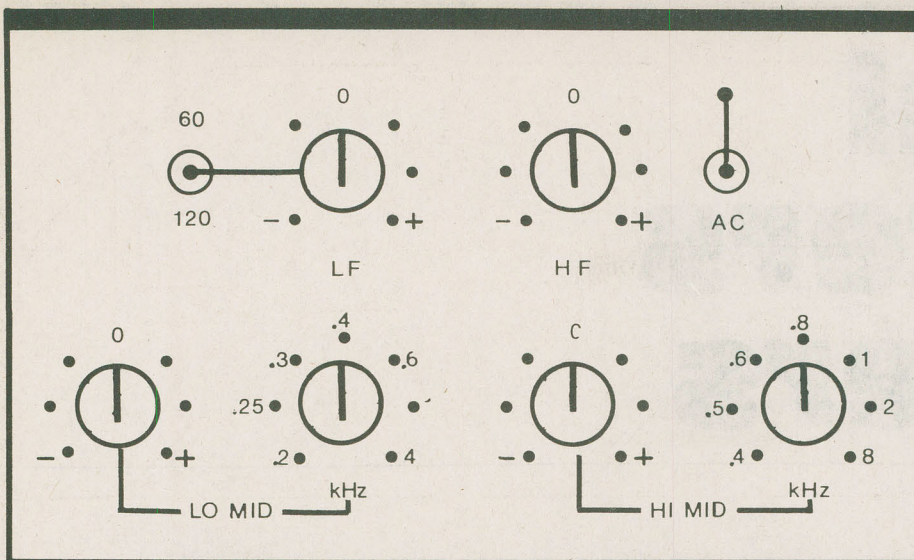 0 0
60
120
- + - + AC
LF HF
0 .4 C .8
.3 .6 .6 1
.25 .5 2
- + .2 4 - + .4 8
kHz kHz
LO MID HI MID